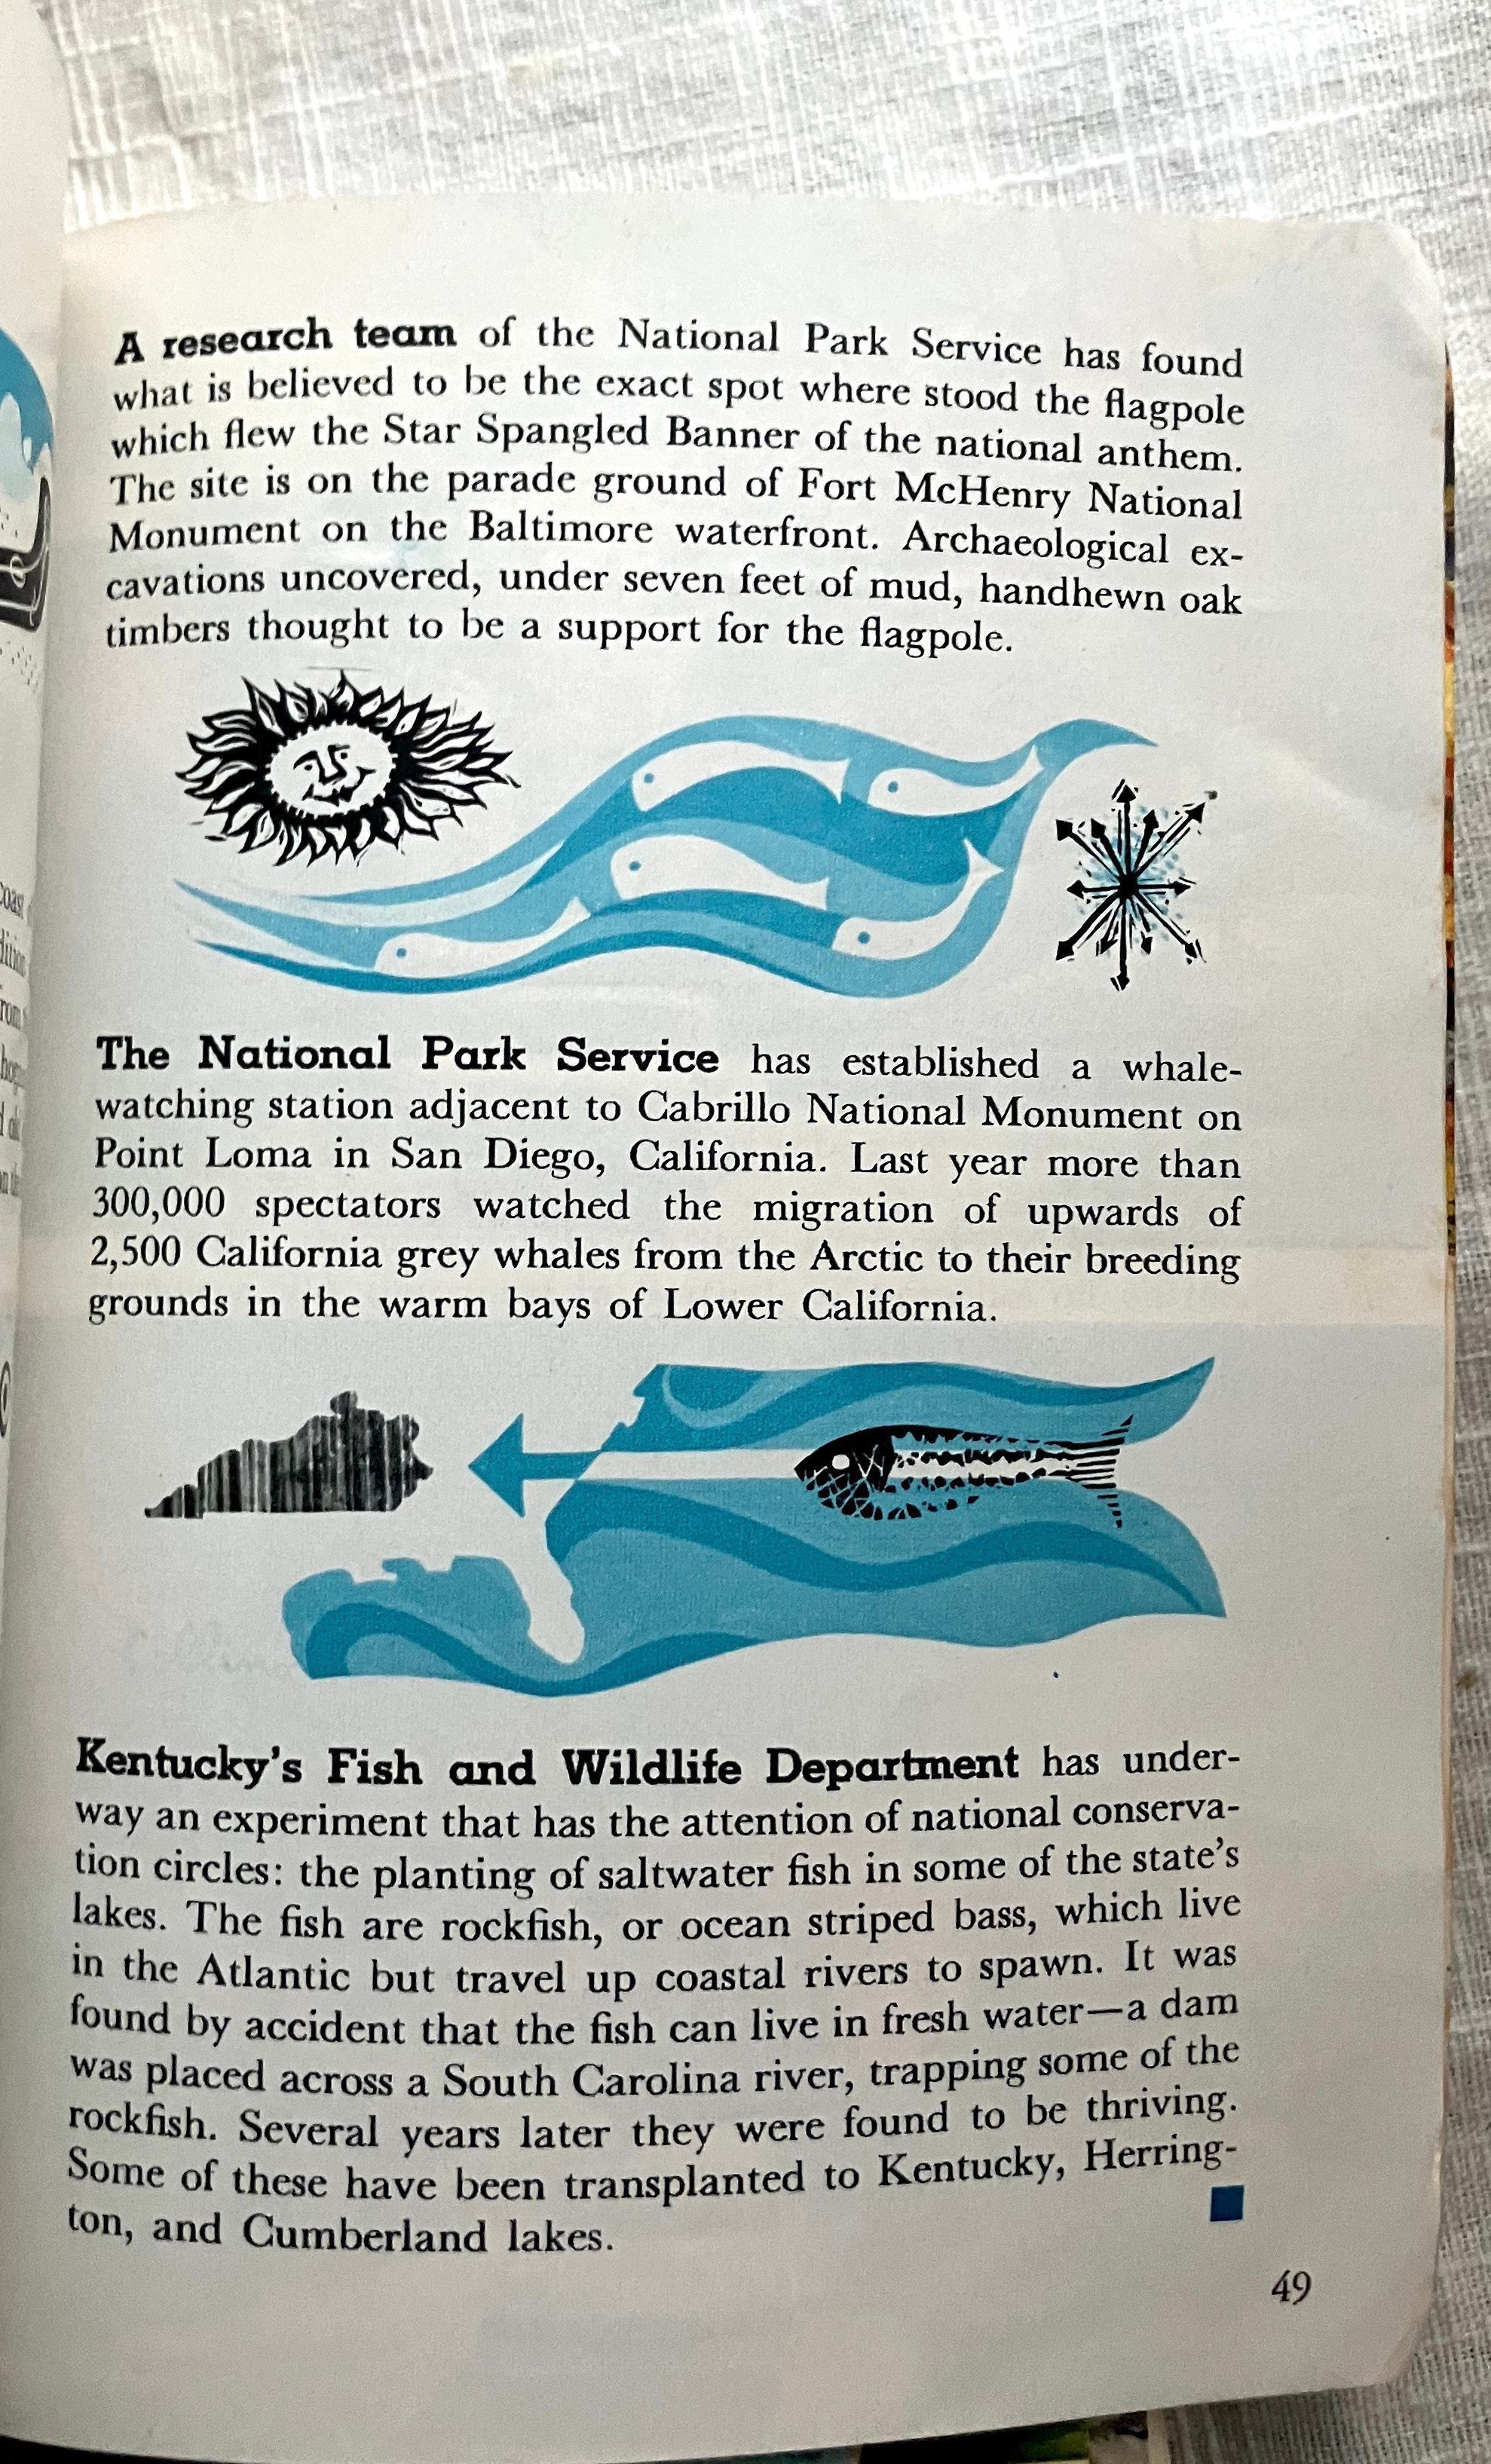 A research team of the National Park Service has found
what is believed to be the exact spot where stood the flagpole
which flew the Star Spangled Banner of the national anthem.
The site is on the parade ground of Fort McHenry National
Monument on the Baltimore waterfront. Archaeological ex-
cavations uncovered, under seven feet of mud, handhewn oak
timbers thought to be a support for the flagpole.
The National Park Service has established a whale-
watching station adjacent to Cabrillo National Monument on
Point Loma in San Diego, California. Last year more than
300,000 spectators watched the migration of upwards of
2,500 California grey whales from the Arctic to their breeding
grounds in the warm bays of Lower California.
Kentucky's Fish and Wildlife Department has under-
way an experiment that has the attention of national conserva-
tion circles: the planting of saltwater fish in some of the state's
lakes. The fish are rockfish, or ocean striped bass, which live
in the Atlantic but travel up coastal rivers to spawn. It was
found by accident that the fish can live in fresh water—a dam
was placed across a South Carolina river, trapping some of the
rockfish. Several years later they were found to be thriving.
Some of these have been transplanted to Kentucky, Herring-
ton, and Cumberland lakes.
49